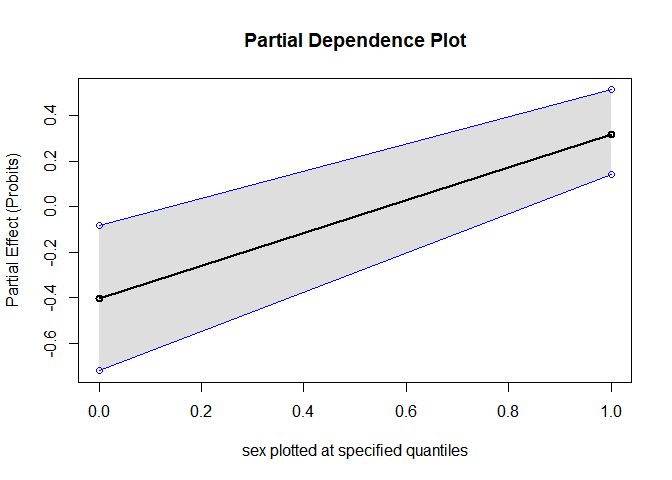 Partial Dependence Plot
Partial Effect (Probits)
0.4
0.2
0.0
-0.2
-0.4
-0.6
0.0 0.2 0.4 0.6 0.8 1.0
sex plotted at specified quantiles